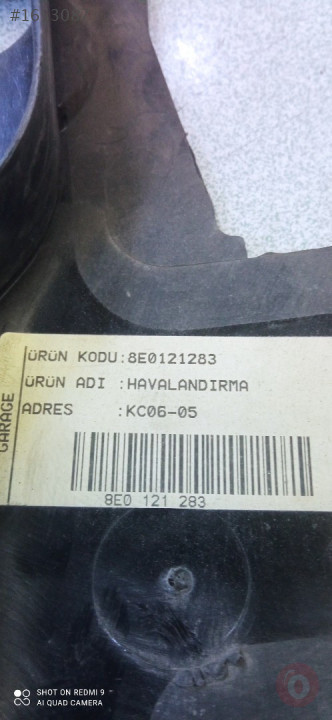 ÜRÜN KODU:8E0121283
ÜRÜN ADI :HAVALANDIRMA
ADRES :KC06-05
GARAGE
8E0 121 283
SHOT ON REDMI 9
AI QUAD CAMERA